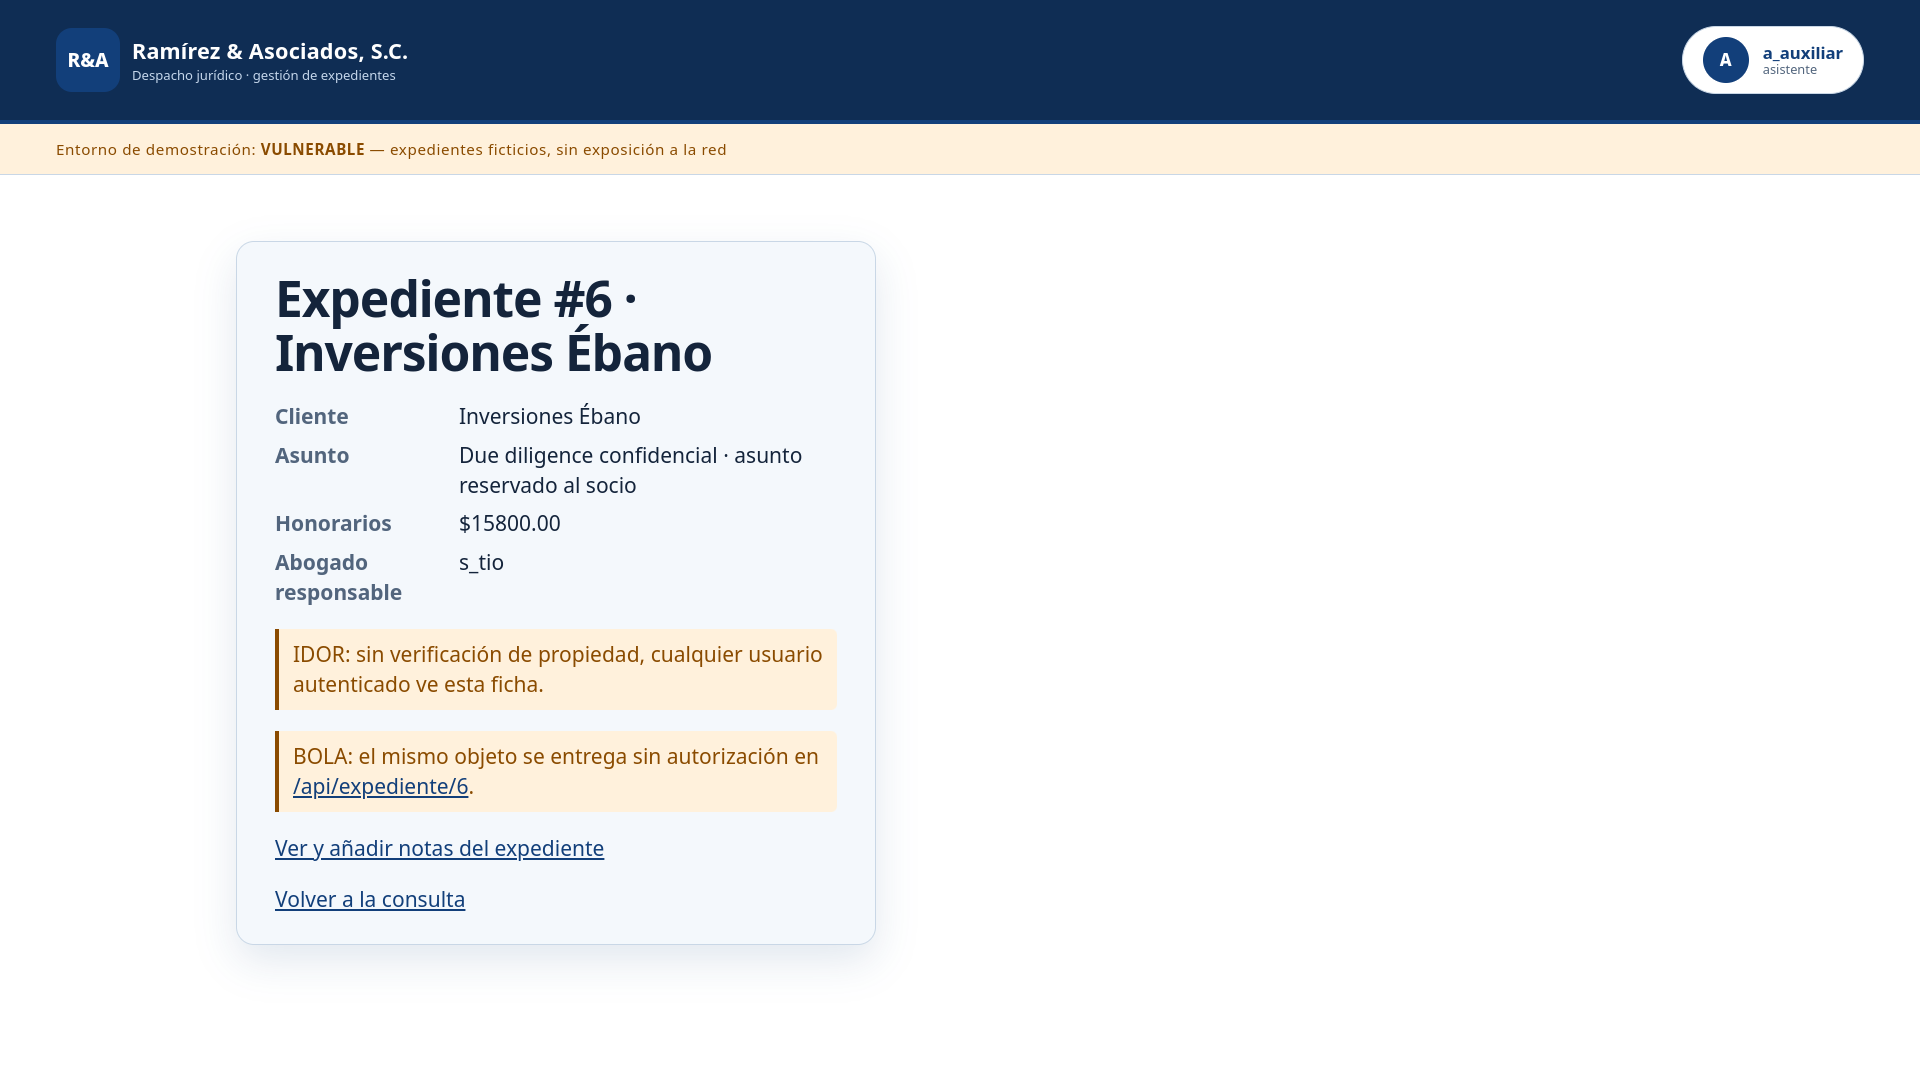 R&A
Ramírez & Asociados, S.C.
Despacho jurídico · gestión de expedientes
A
a_auxiliar
asistente
Entorno de demostración: VULNERABLE — expedientes ficticios, sin exposición a la red
Expediente #6 ·
Inversiones Ébano
Cliente Inversiones Ébano
Asunto Due diligence confidencial · asunto
reservado al socio
Honorarios $15800.00
Abogado s_tio
responsable
IDOR: sin verificación de propiedad, cualquier usuario
autenticado ve esta ficha.
BOLA: el mismo objeto se entrega sin autorización en
/api/expediente/6.
Ver y añadir notas del expediente
Volver a la consulta